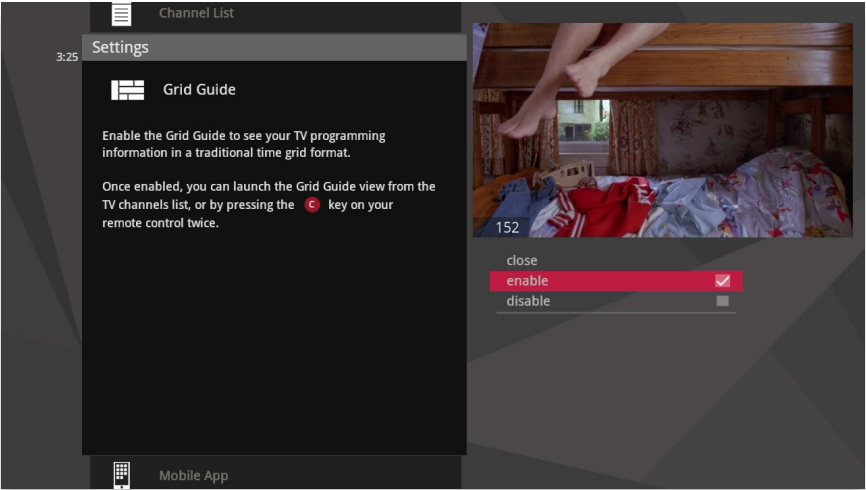 Channel List
3:25
Settings
Grid Guide
Enable the Grid Guide to see your TV programming
information in a traditional time grid format.
Once enabled, you can launch the Grid Guide view from the
TV channels list, or by pressing the C key on your
remote control twice.
152
close
enable
disable
Mobile App